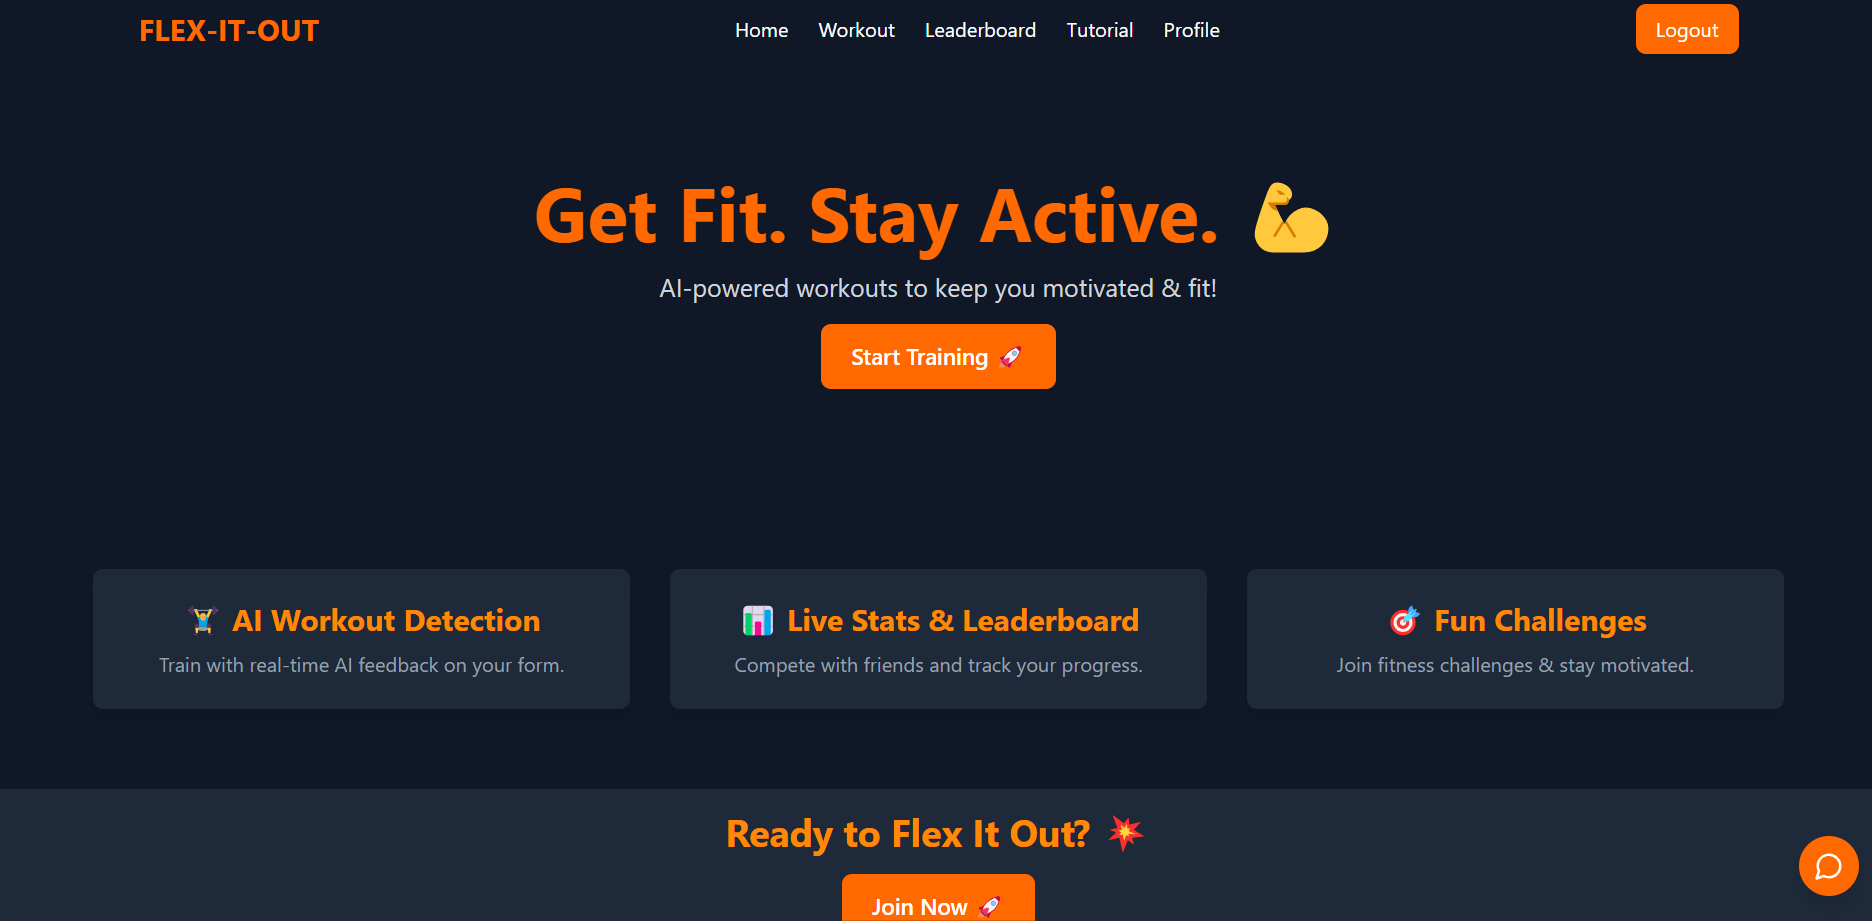 FLEX-IT-OUT
Home Workout Leaderboard Tutorial Profile
Logout
Get Fit. Stay Active. 💪
AI-powered workouts to keep you motivated & fit!
Start Training 🚀
🏋️ AI Workout Detection
Train with real-time AI feedback on your form.
📊 Live Stats & Leaderboard
Compete with friends and track your progress.
🎯 Fun Challenges
Join fitness challenges & stay motivated.
Ready to Flex It Out? 💥
Join Now 🚀